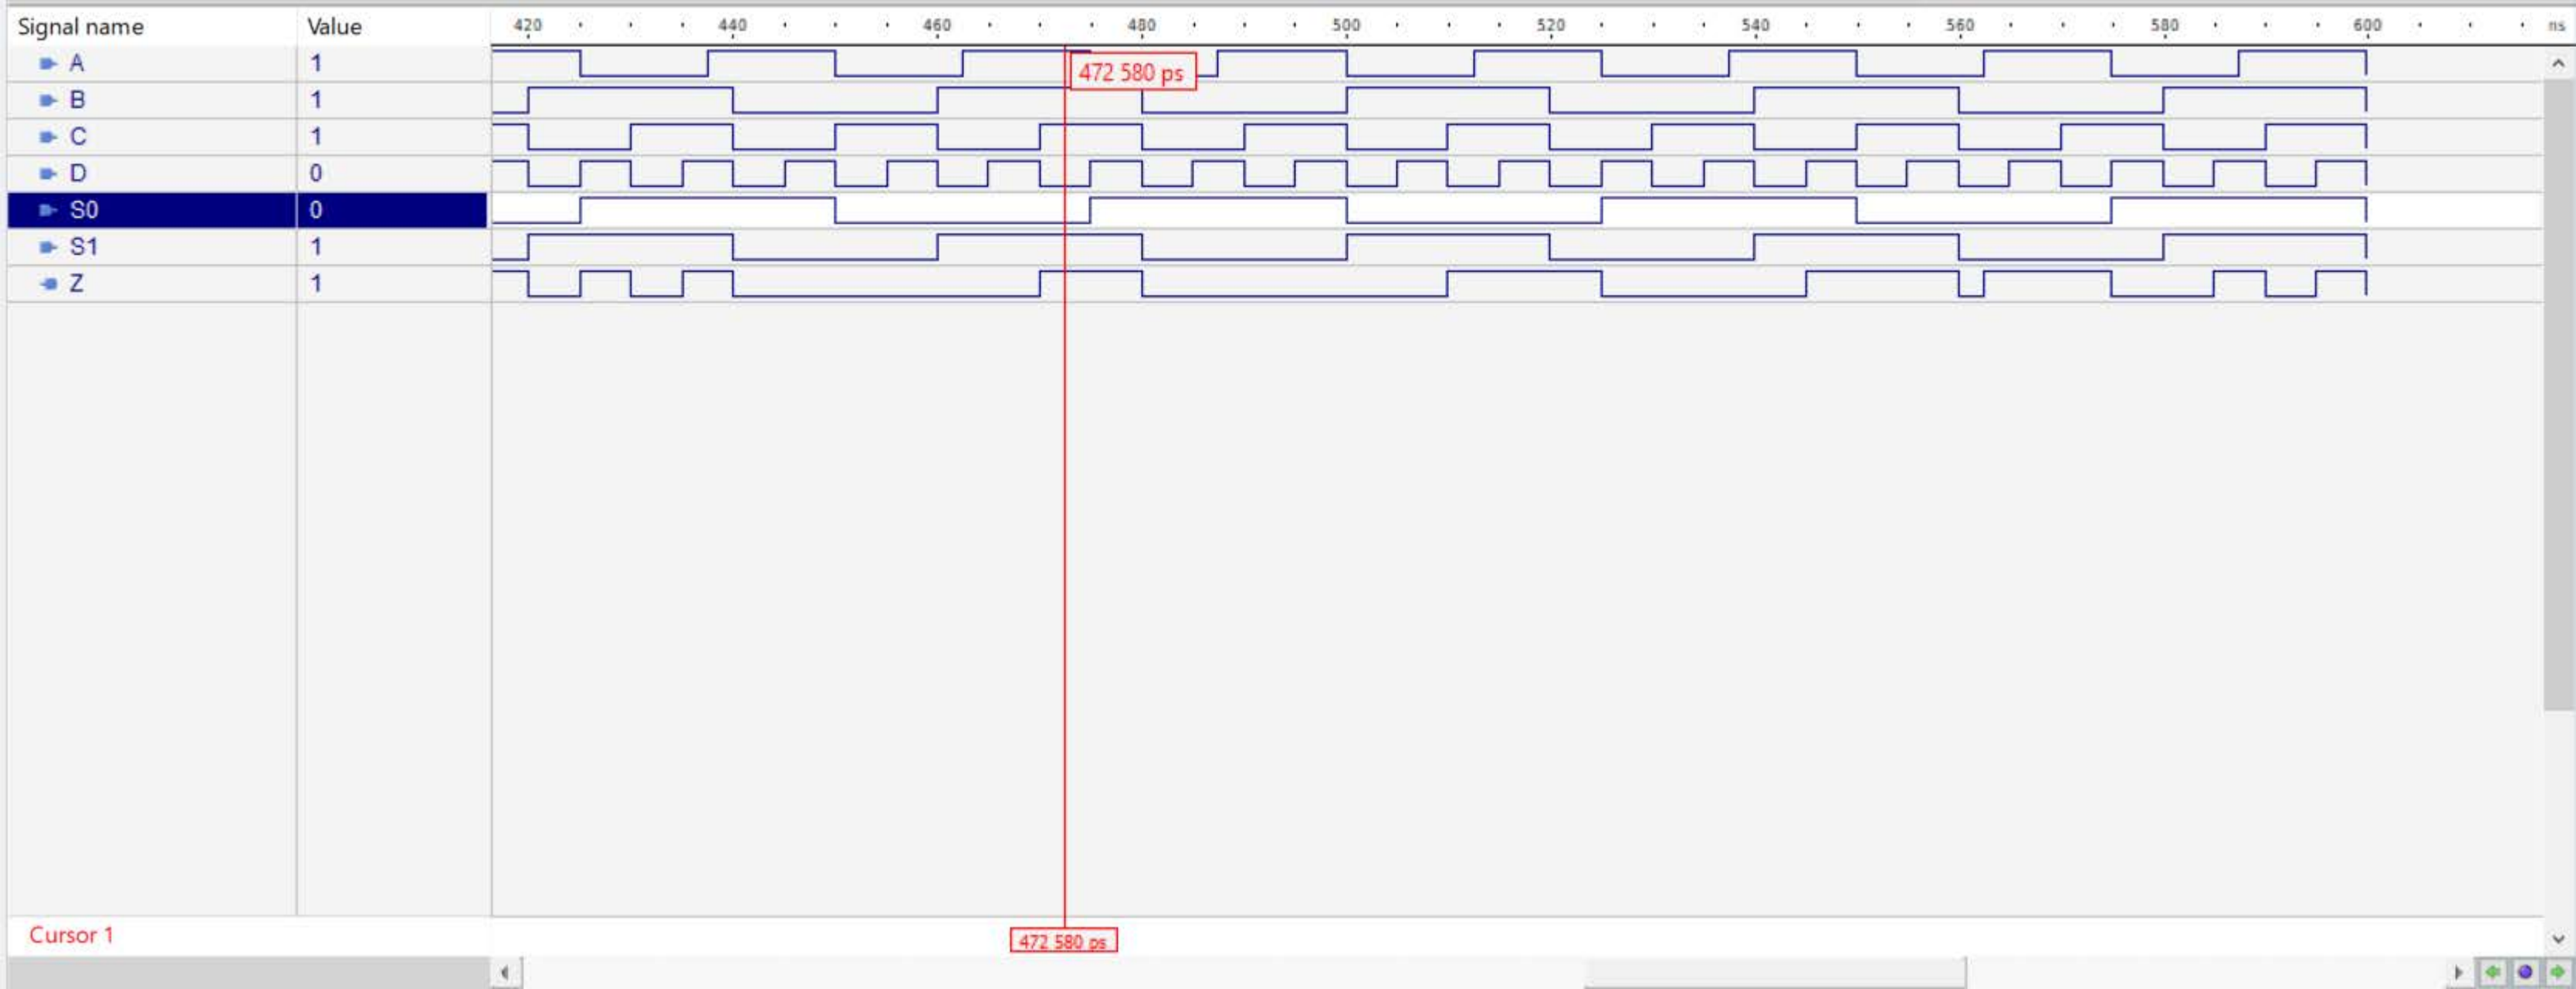 Signal name Value 420 440 460 480 500 520 540 560 580 600 ns
A 1
472 580 ps
B 1
C 1
D 0
S0 0
S1 1
Z 1
Cursor 1
472 580 ps